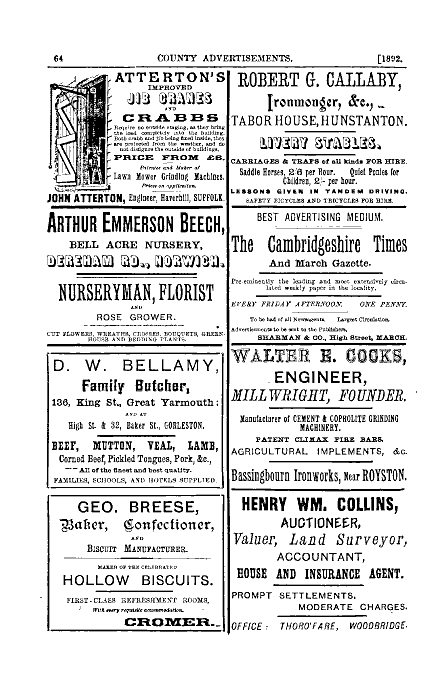 64 COUNTY ADVERTISEMENTS. [1892.
ATTERTON'S
IMPROVED
JIB CRANES
AND
CRABBS
Require no outside staging, as they bring
the load completely into the building.
Both crabb and jib being fixed inside, they
are protected from the weather, and do
not disfigure the outside of buildings.
PRICE FROM £6.
Patentee and Maker of
Lawn Mower Grinding Machines.
Prices on application.
JOHN ATTERTON, Engineer, Haverhill, SUFFOLK.
ARTHUR EMMERSON BEECH,
BELL ACRE NURSERY,
DEREHAM RD., NORWICH.
NURSERYMAN, FLORIST
AND
ROSE GROWER.
CUT FLOWERS, WREATHS, CROSSES, BOUQUETS, GREEN-
HOUSE AND BEDDING PLANTS.
D. W. BELLAMY,
Family Butcher,
136, King St., Great Yarmouth;
AND AT
High St. & 32, Baker St., GORLESTON.
BEEF, MUTTON, VEAL, LAMB,
Corned Beef, Pickled Tongues, Pork, &c.,
All of the finest and best quality.
FAMILIES, SCHOOLS, AND HOTELS SUPPLIED.
GEO. BREESE,
Baker, Confectioner,
AND
BISCUIT MANUFACTURER.
MAKER OF THE CELEBRATED
HOLLOW BISCUITS.
FIRST-CLASS REFRESHMENT ROOMS,
With every requisite accommodation.
CROMER.
ROBERT G. CALLABY,
Ironmonger, &c.,
TABOR HOUSE, HUNSTANTON.
LIVERY STABLES.
CARRIAGES & TRAPS of all kinds FOR HIRE.
Saddle Horses, 2/6 per Hour. Quiet Ponies for
Children, 2/- per hour.
LESSONS GIVEN IN TANDEM DRIVING.
SAFETY BICYCLES AND TRICYCLES FOR HIRE.
BEST ADVERTISING MEDIUM.
The Cambridgeshire Times
And March Gazette.
Pre-eminently the leading and most extensively circu-
lated weekly paper in the locality.
EVERY FRIDAY AFTERNOON. ONE PENNY.
To be had of all Newsagents. Largest Circulation.
Advertisements to be sent to the Publishers,
SHARMAN & CO., High Street, MARCH.
WALTER E. COCKS,
ENGINEER,
MILLWRIGHT, FOUNDER.
Manufacturer of CEMENT & COPHOLITE GRINDING
MACHINERY.
PATENT CLIMAX FIRE BARS.
AGRICULTURAL IMPLEMENTS, &c.
Bassingbourn Ironworks, Near ROYSTON.
HENRY WM. COLLINS,
AUCTIONEER,
Valuer, Land Surveyor,
ACCOUNTANT,
HOUSE AND INSURANCE AGENT.
PROMPT SETTLEMENTS.
MODERATE CHARGES.
OFFICE: THORO'FARE, WOODBRIDGE.